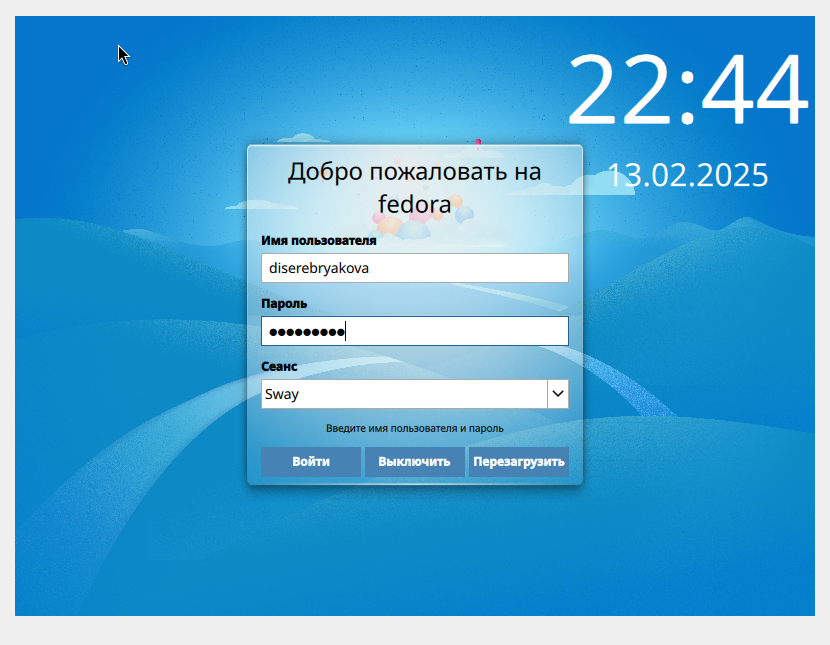 22:44
13.02.2025
Добро пожаловать на
fedora
Имя пользователя
diserebryakova
Пароль
●●●●●●●●●
Сеанс
Sway
Введите имя пользователя и пароль
Войти Выключить Перезагрузить